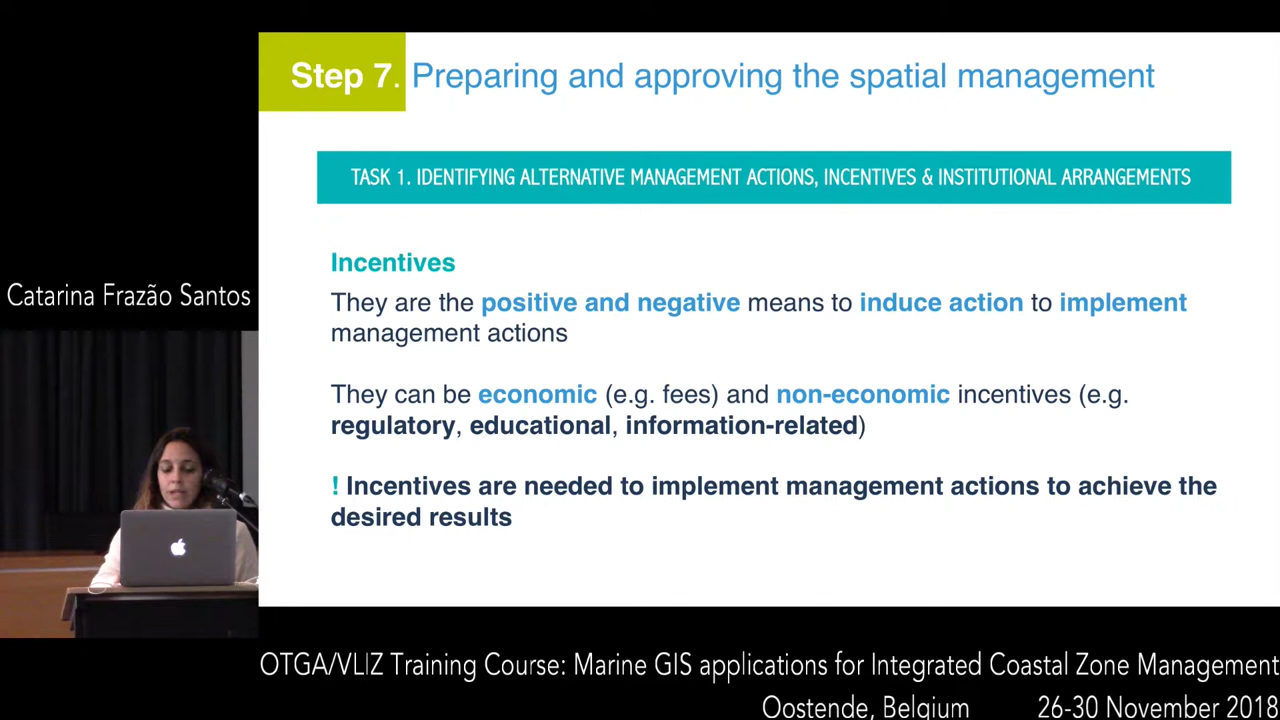 Step 7. Preparing and approving the spatial management
TASK 1. IDENTIFYING ALTERNATIVE MANAGEMENT ACTIONS, INCENTIVES & INSTITUTIONAL ARRANGEMENTS
Incentives
They are the positive and negative means to induce action to implement
management actions
They can be economic (e.g. fees) and non-economic incentives (e.g.
regulatory, educational, information-related)
! Incentives are needed to implement management actions to achieve the
desired results
Catarina Frazão Santos
OTGA/VLIZ Training Course: Marine GIS applications for Integrated Coastal Zone Management
Oostende, Belgium 26-30 November 2018